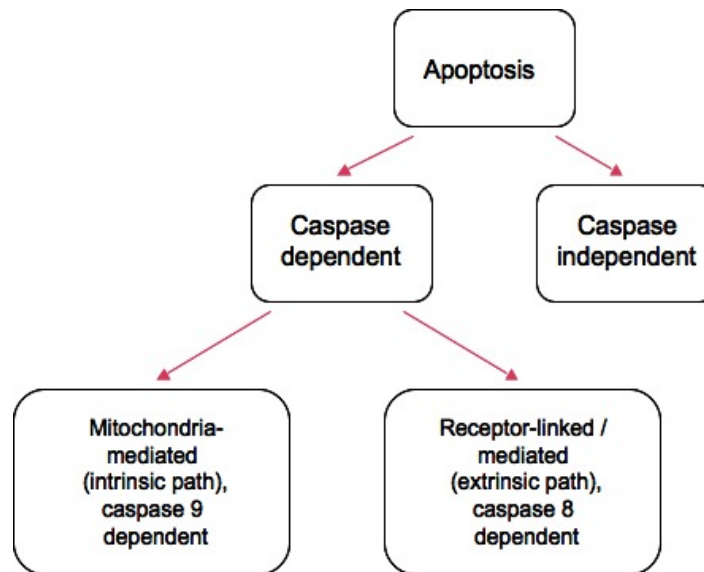 Apoptosis
Caspase
dependent
Caspase
independent
Mitochondria-
mediated
(intrinsic path),
caspase 9
dependent
Receptor-linked /
mediated
(extrinsic path),
caspase 8
dependent